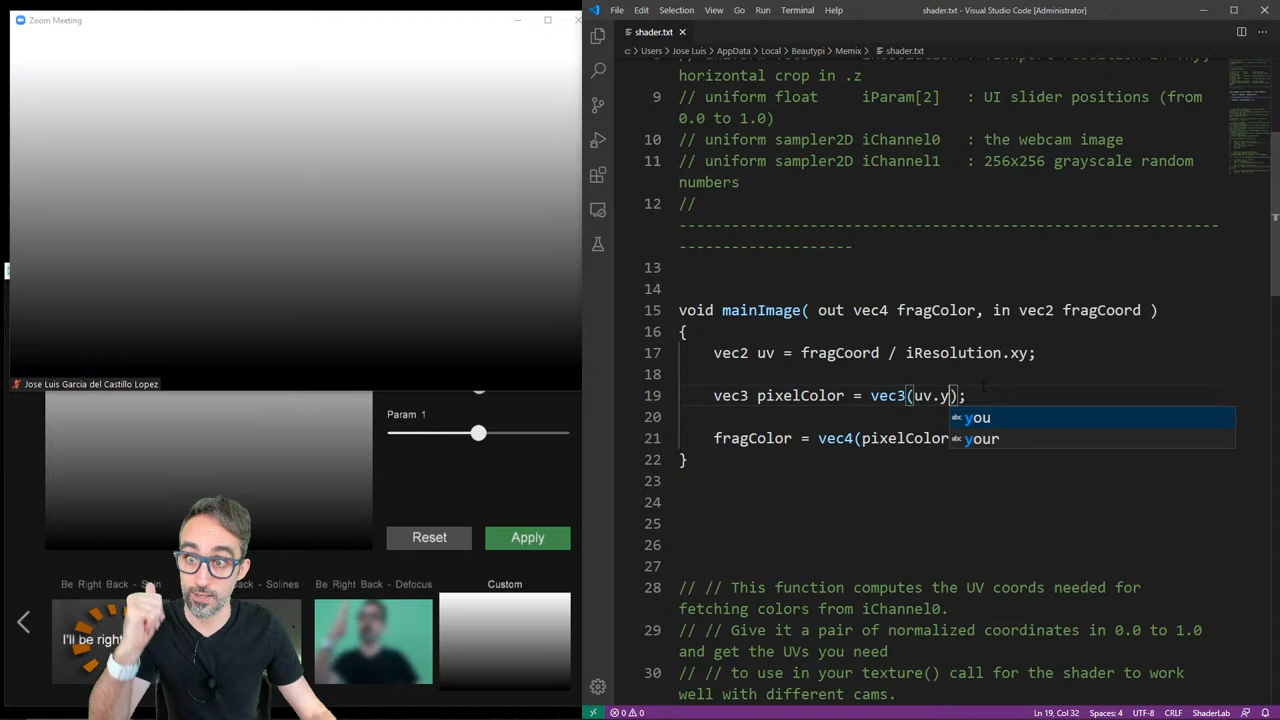 Zoom Meeting
Jose Luis Garcia del Castillo Lopez
Param 1
Reset
Apply
Be Right Back - Spin
Back - Solines
Be Right Back - Defocus
Custom
I'll be right
File
Edit
Selection
View
Go
Run
Terminal
Help
shader.txt - Visual Studio Code [Administrator]
shader.txt
C: > Users > Jose Luis > AppData > Local > Beautypi > Memix > shader.txt
horizontal crop in .z
9 // uniform float iParam[2] : UI slider positions (from
0.0 to 1.0)
10 // uniform sampler2D iChannel0 : the webcam image
11 // uniform sampler2D iChannel1 : 256x256 grayscale random
numbers
12 //
-------------------------------------------------------------
--------------------
13
14
15 void mainImage( out vec4 fragColor, in vec2 fragCoord )
16 {
17 vec2 uv = fragCoord / iResolution.xy;
18
19 vec3 pixelColor = vec3(uv.y);
20
abc you
abc your
21 fragColor = vec4(pixelColor
22 }
23
24
25
26
27
28 // // This function computes the UV coords needed for
fetching colors from iChannel0.
29 // // Give it a pair of normalized coordinates in 0.0 to 1.0
and get the UVs you need
30 // // to use in your texture() call for the shader to work
well with different cams.
0 0
Ln 19, Col 32
Spaces: 4
UTF-8
CRLF
ShaderLab